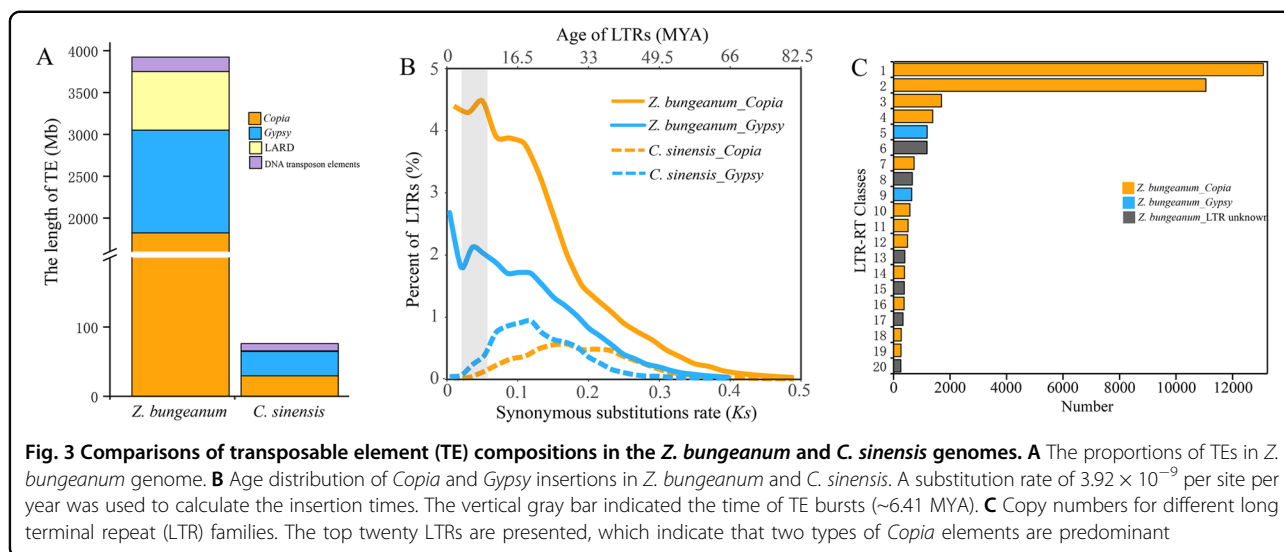 A
The length of TE (Mb)
4000
3500
3000
2500
2000
100
0
Z. bungeanum
C. sinensis
Copia
Gypsy
LARD
DNA transposon elements
B
Age of LTRs (MYA)
0 16.5 33 49.5 66 82.5
Percent of LTRs (%)
5
4
3
2
1
0
Z. bungeanum_Copia
Z. bungeanum_Gypsy
C. sinensis_Copia
C. sinensis_Gypsy
0.1 0.2 0.3 0.4 0.5
Synonymous substitutions rate (Ks)
C
LTR-RT Classes
1
2
3
4
5
6
7
8
9
10
11
12
13
14
15
16
17
18
19
20
Z. bungeanum_Copia
Z. bungeanum_Gypsy
Z. bungeanum_LTR unknown
0 2000 4000 6000 8000 10000 12000
Number
Fig. 3 Comparisons of transposable element (TE) compositions in the Z. bungeanum and C. sinensis genomes. A The proportions of TEs in Z.
bungeanum genome. B Age distribution of Copia and Gypsy insertions in Z. bungeanum and C. sinensis. A substitution rate of 3.92 × 10⁻⁹ per site per
year was used to calculate the insertion times. The vertical gray bar indicated the time of TE bursts (~6.41 MYA). C Copy numbers for different long
terminal repeat (LTR) families. The top twenty LTRs are presented, which indicate that two types of Copia elements are predominant